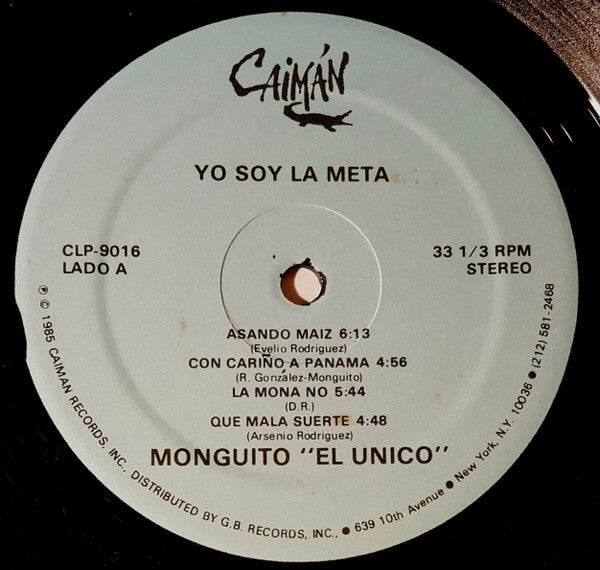 CAIMÁN
YO SOY LA META
CLP-9016
LADO A
33 1/3 RPM
STEREO
ASANDO MAIZ 6:13
(Evelio Rodriguez)
CON CARIÑO A PANAMA 4:56
(R. González-Monguito)
LA MONA NO 5:44
(D.R.)
QUE MALA SUERTE 4:48
(Arsenio Rodriguez)
MONGUITO "EL UNICO"
℗ © 1985 CAIMAN RECORDS, INC., DISTRIBUTED BY G.B. RECORDS, INC., ● 639 10th Avenue ● New York, N.Y. 10036 ● (212) 581-2468